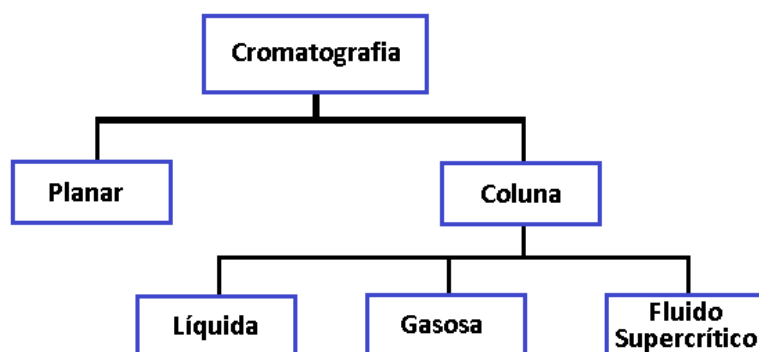 Cromatografia
Planar
Coluna
Líquida
Gasosa
Fluido
Supercrítico